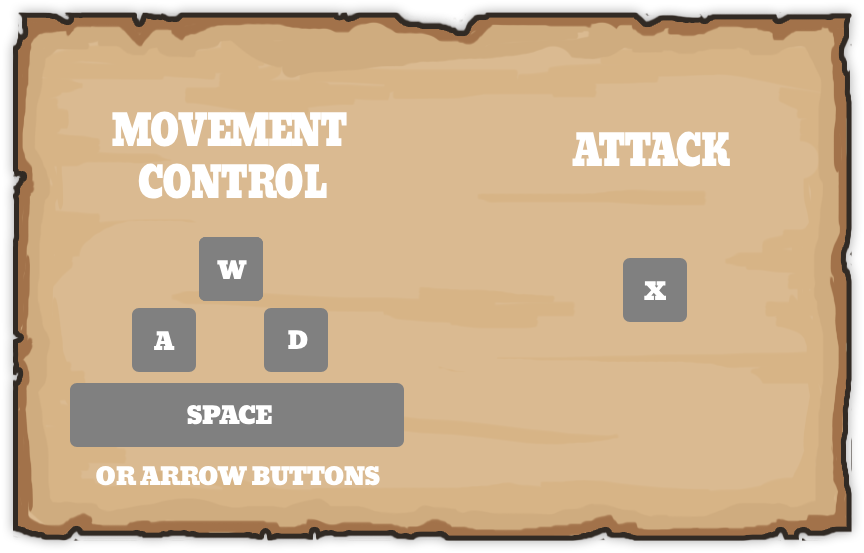 MOVEMENT
CONTROL
W
A D
SPACE
OR ARROW BUTTONS
ATTACK
X